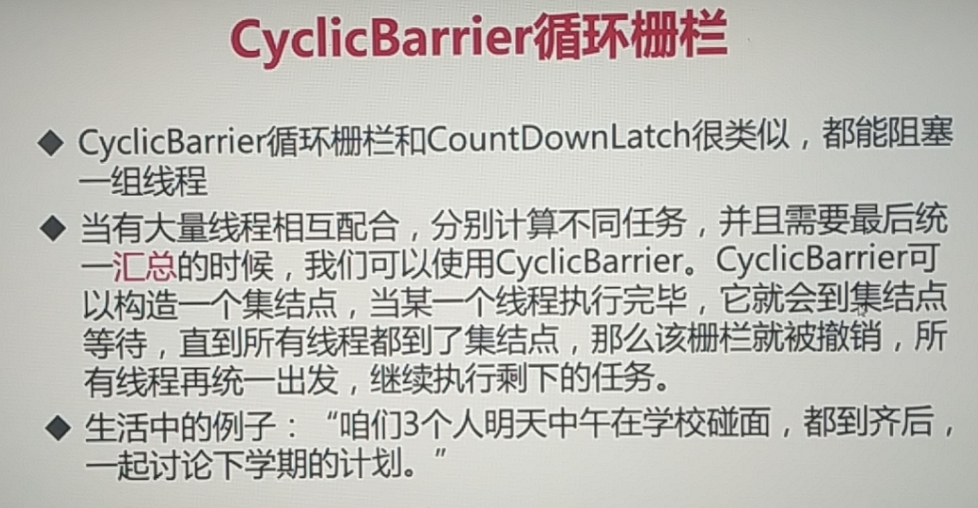 CyclicBarrier循环栅栏
◆ CyclicBarrier循环栅栏和CountDownLatch很类似，都能阻塞
一组线程
◆ 当有大量线程相互配合，分别计算不同任务，并且需要最后统
一汇总的时候，我们可以使用CyclicBarrier。CyclicBarrier可
以构造一个集结点，当某一个线程执行完毕，它就会到集结点
等待，直到所有线程都到了集结点，那么该栅栏就被撤销，所
有线程再统一出发，继续执行剩下的任务。
◆ 生活中的例子：“咱们3个人明天中午在学校碰面，都到齐后，
一起讨论下学期的计划。”